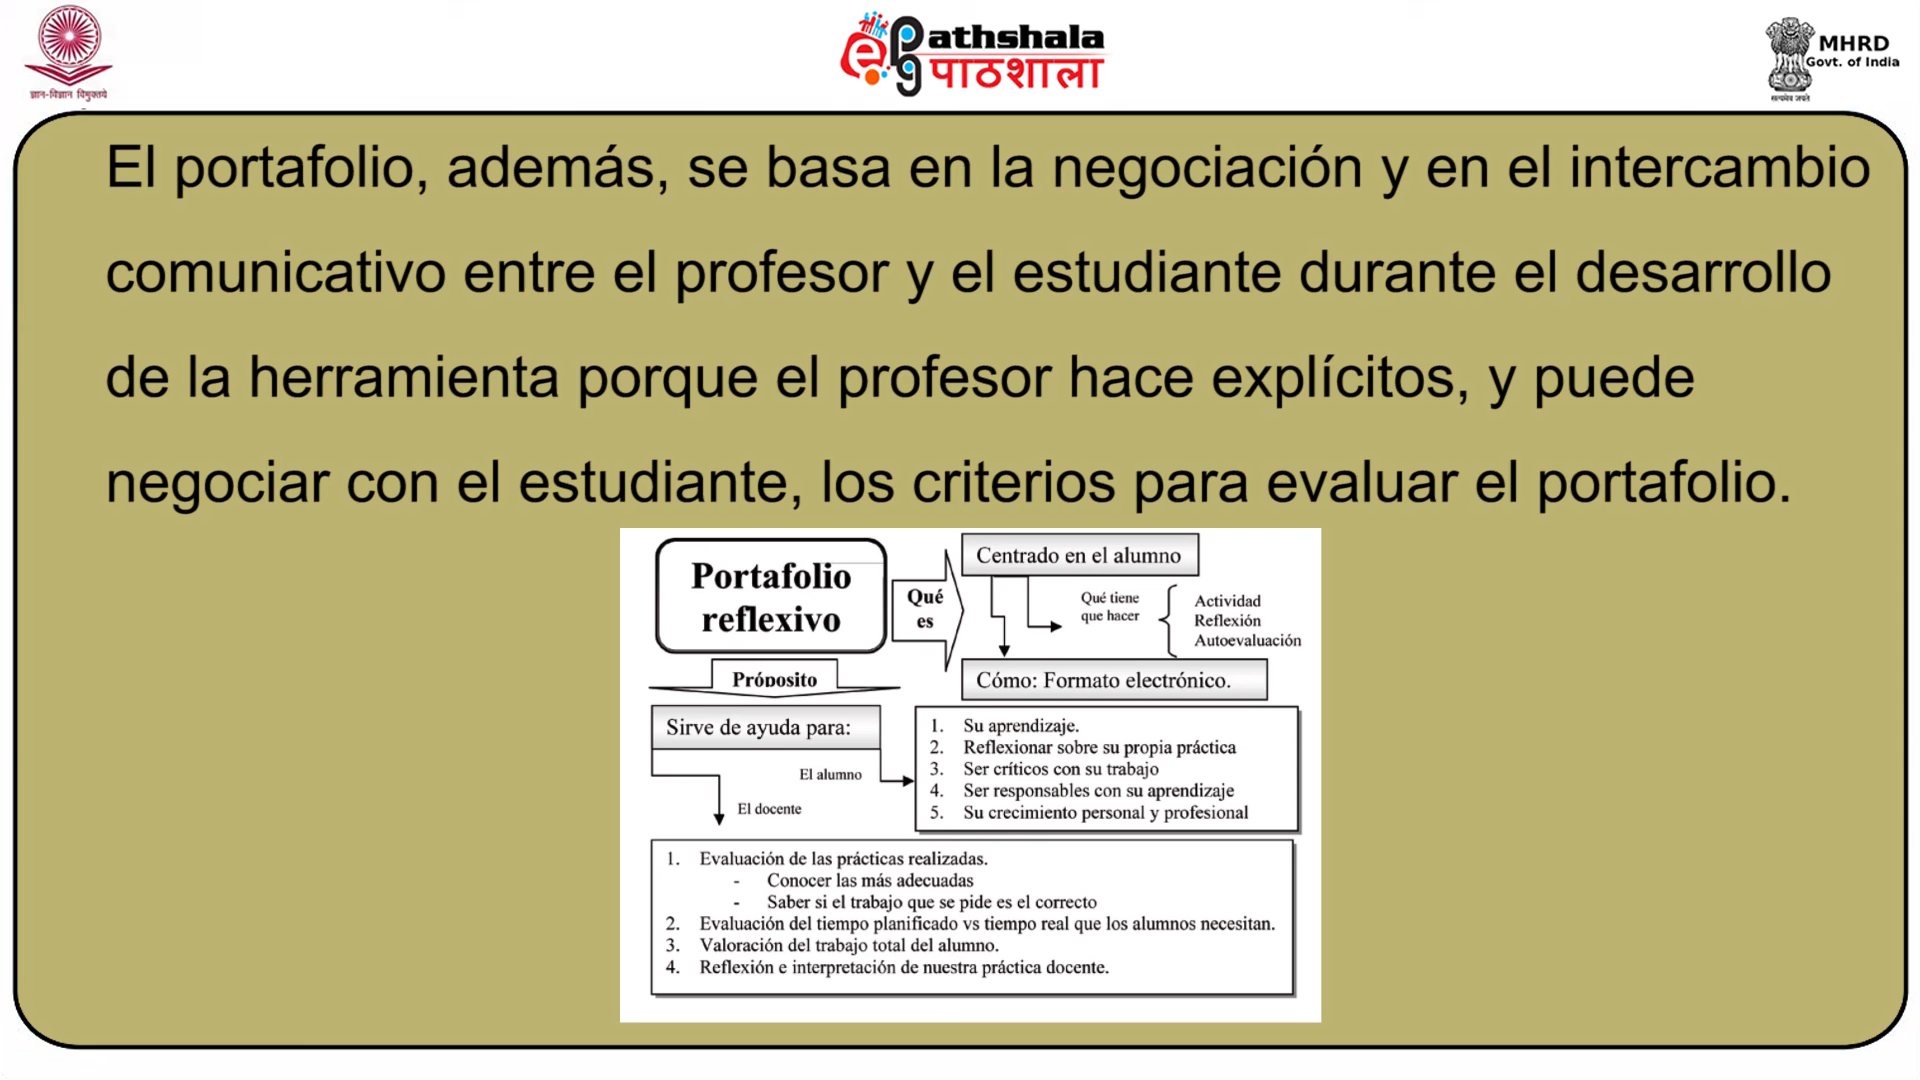 ज्ञान-विज्ञान विमुक्तये
ePathshala
पाठशाला
MHRD
Govt. of India
सत्यमेव जयते
El portafolio, además, se basa en la negociación y en el intercambio
comunicativo entre el profesor y el estudiante durante el desarrollo
de la herramienta porque el profesor hace explícitos, y puede
negociar con el estudiante, los criterios para evaluar el portafolio.
Portafolio
reflexivo
Qué
es
Centrado en el alumno
Qué tiene
que hacer
Actividad
Reflexión
Autoevaluación
Cómo: Formato electrónico.
Próposito
Sirve de ayuda para:
El alumno
El docente
1. Su aprendizaje.
2. Reflexionar sobre su propia práctica
3. Ser críticos con su trabajo
4. Ser responsables con su aprendizaje
5. Su crecimiento personal y profesional
1. Evaluación de las prácticas realizadas.
- Conocer las más adecuadas
- Saber si el trabajo que se pide es el correcto
2. Evaluación del tiempo planificado vs tiempo real que los alumnos necesitan.
3. Valoración del trabajo total del alumno.
4. Reflexión e interpretación de nuestra práctica docente.